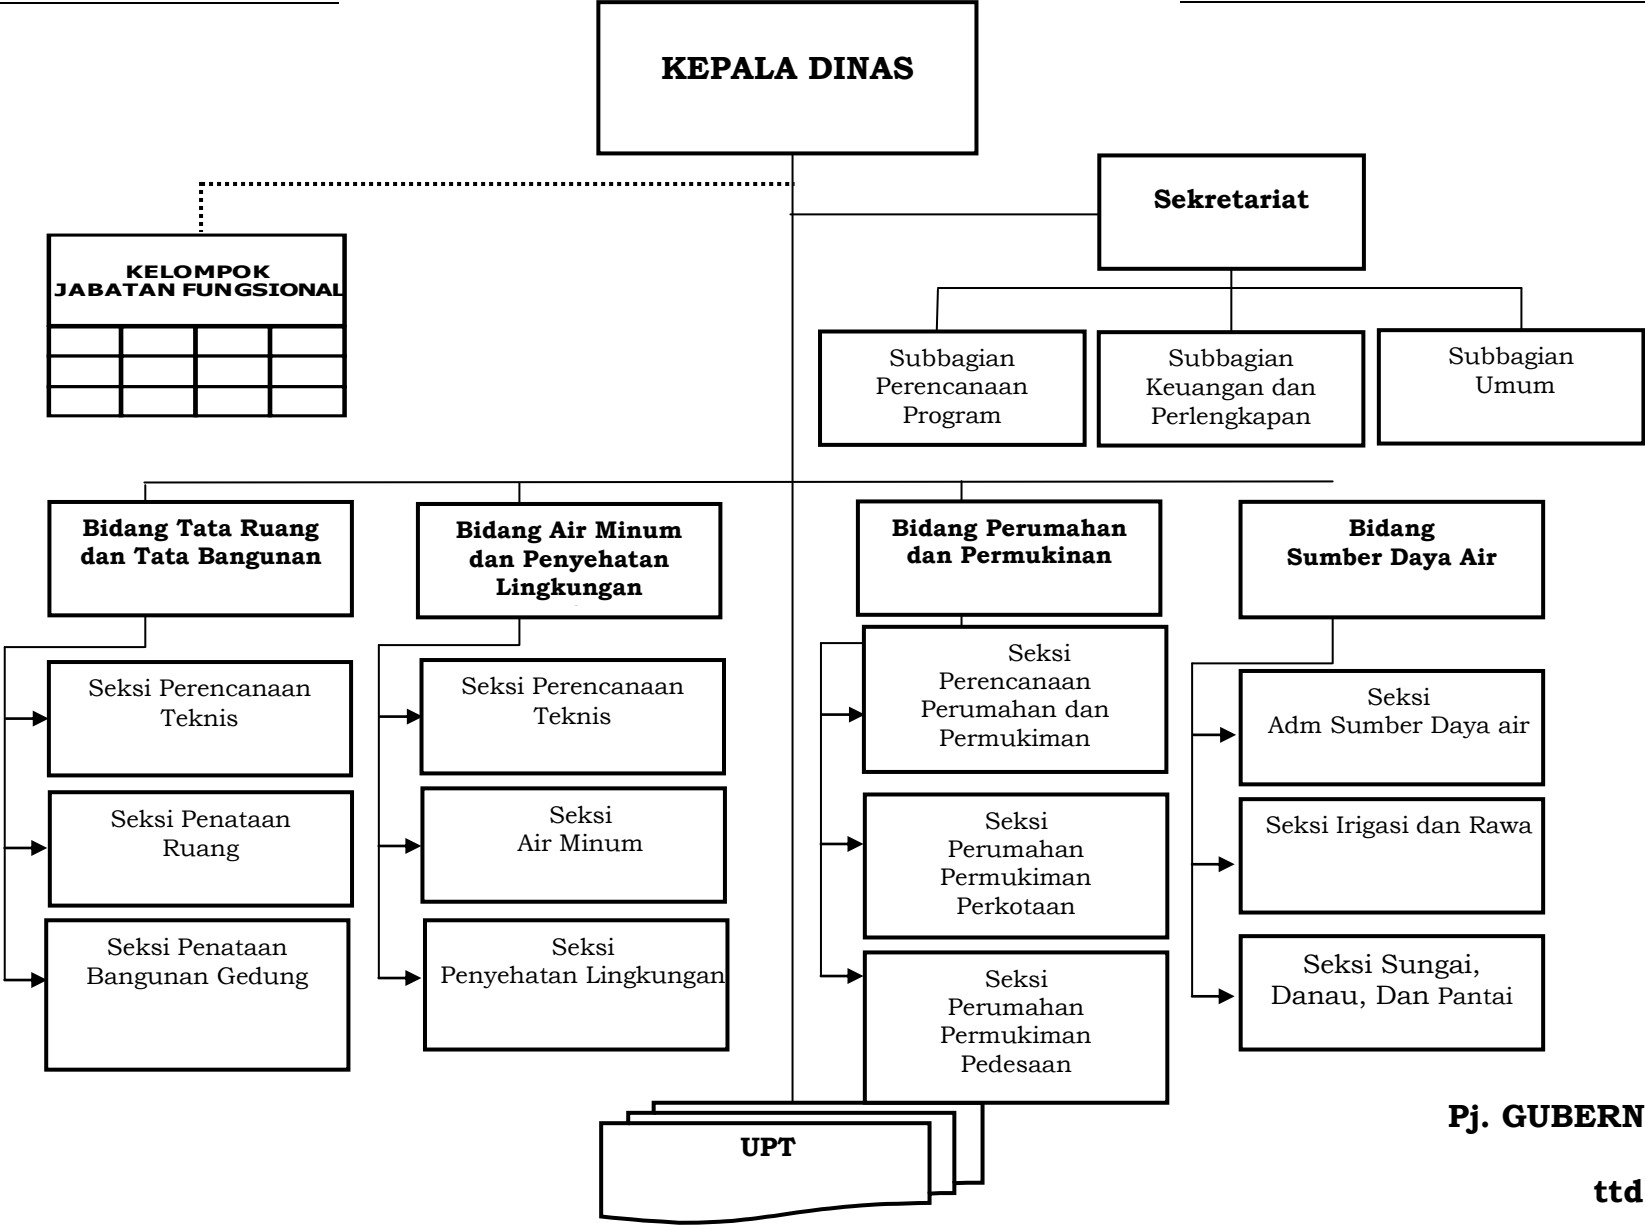 KEPALA DINAS
Sekretariat
KELOMPOK
JABATAN FUNGSIONAL
Subbagian
Perencanaan
Program
Subbagian
Keuangan dan
Perlengkapan
Subbagian
Umum
Bidang Tata Ruang
dan Tata Bangunan
Bidang Air Minum
dan Penyehatan
Lingkungan
Bidang Perumahan
dan Permukinan
Bidang
Sumber Daya Air
Seksi Perencanaan
Teknis
Seksi Penataan
Ruang
Seksi Penataan
Bangunan Gedung
Seksi Perencanaan
Teknis
Seksi
Air Minum
Seksi
Penyehatan Lingkungan
Seksi
Perencanaan
Perumahan dan
Permukiman
Seksi
Perumahan
Permukiman
Perkotaan
Seksi
Perumahan
Permukiman
Pedesaan
Seksi
Adm Sumber Daya air
Seksi Irigasi dan Rawa
Seksi Sungai,
Danau, Dan Pantai
UPT
Pj. GUBERN
ttd